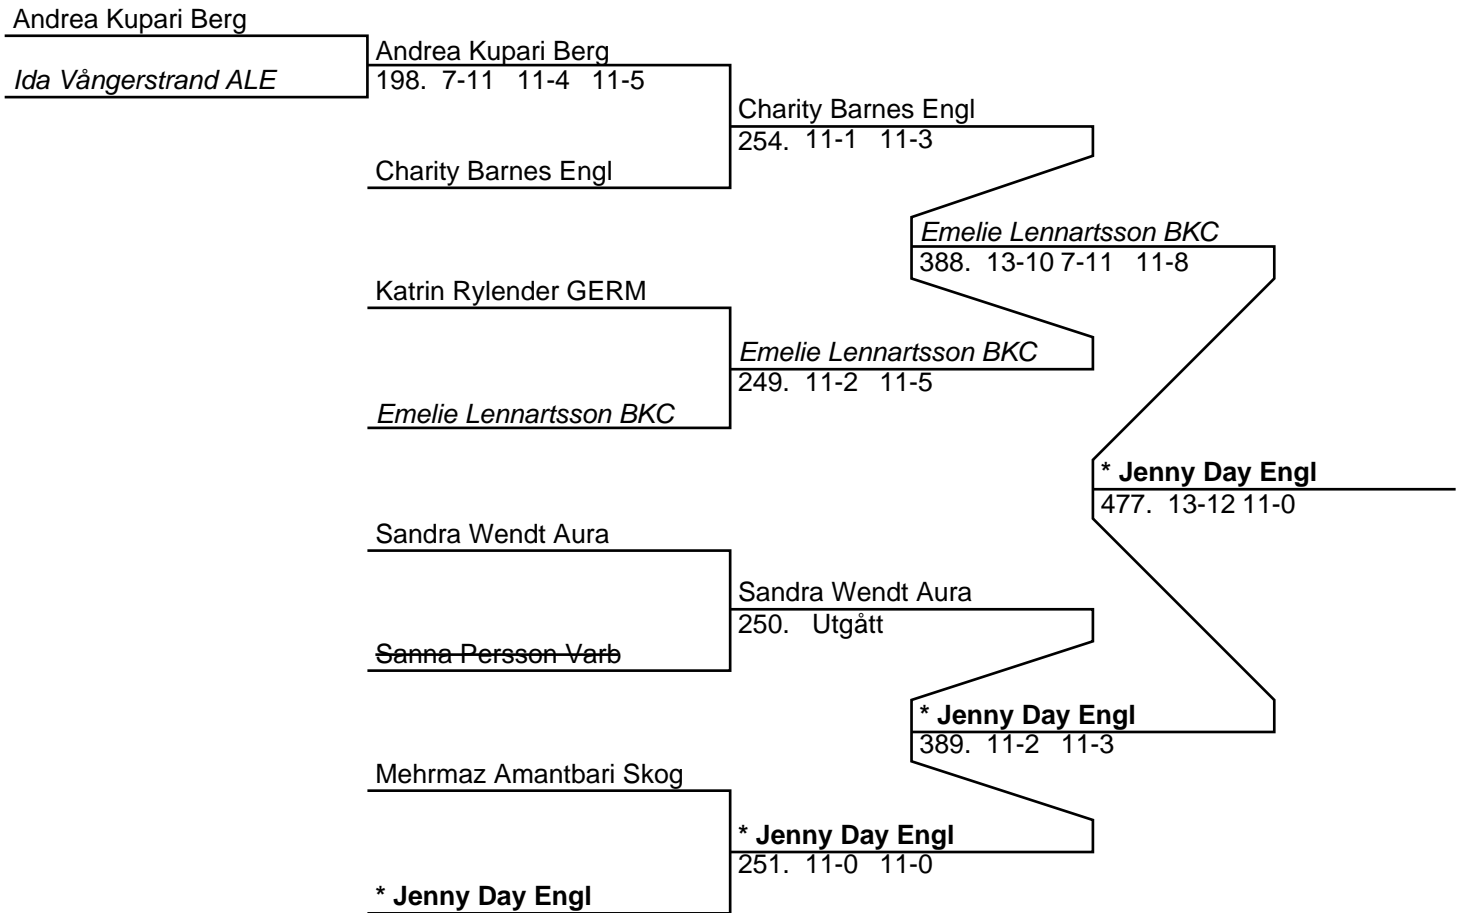 Andrea Kupari Berg
Ida Vångerstrand ALE
Andrea Kupari Berg
198. 7-11 11-4 11-5
Charity Barnes Engl
Charity Barnes Engl
254. 11-1 11-3
Emelie Lennartsson BKC
388. 13-10 7-11 11-8
Katrin Rylender GERM
Emelie Lennartsson BKC
249. 11-2 11-5
Emelie Lennartsson BKC
* Jenny Day Engl
477. 13-12 11-0
Sandra Wendt Aura
Sandra Wendt Aura
250. Utgått
Sanna Persson Varb
* Jenny Day Engl
389. 11-2 11-3
Mehrmaz Amantbari Skog
* Jenny Day Engl
251. 11-0 11-0
* Jenny Day Engl